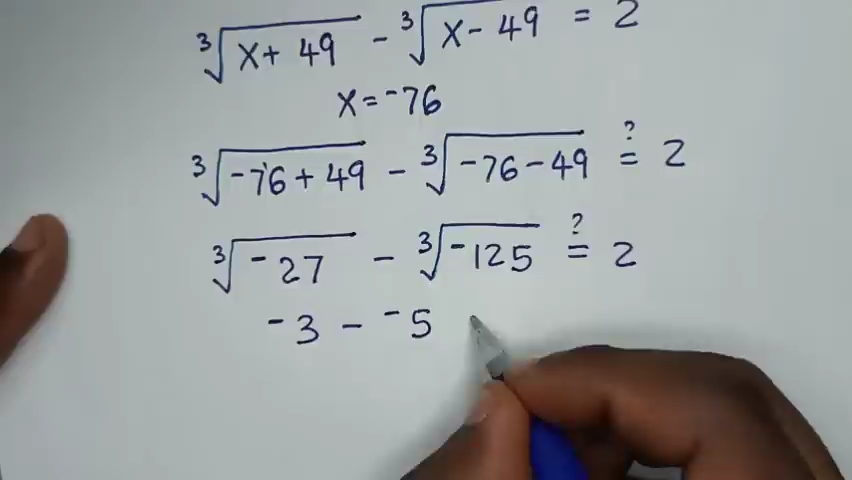 ∛(x + 49) - ∛(x - 49) = 2
x = -76
∛(-76 + 49) - ∛(-76 - 49) ?= 2
∛(-27) - ∛(-125) ?= 2
-3 - -5